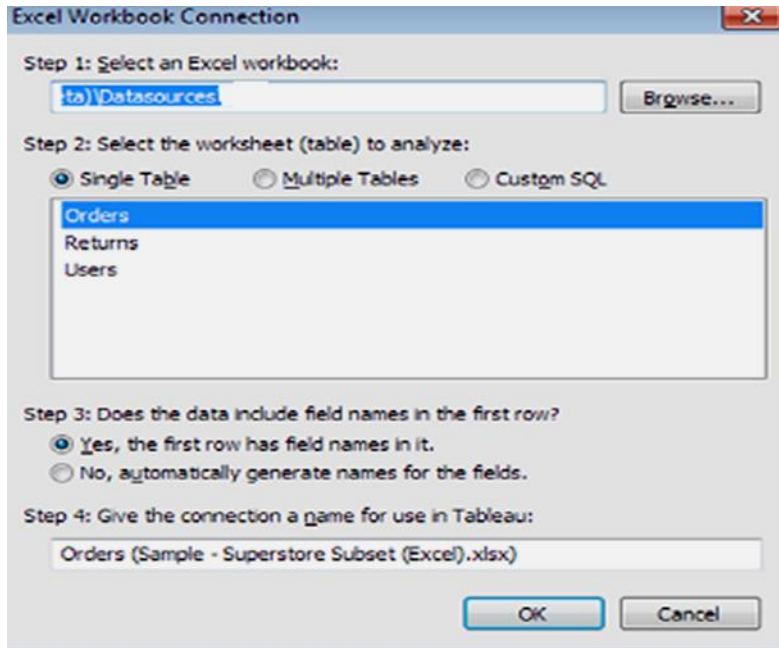 Excel Workbook Connection
Step 1: Select an Excel workbook:
ta)\Datasources\
Browse...
Step 2: Select the worksheet (table) to analyze:
Single Table Multiple Tables Custom SQL
Orders
Returns
Users
Step 3: Does the data include field names in the first row?
Yes, the first row has field names in it.
No, automatically generate names for the fields.
Step 4: Give the connection a name for use in Tableau:
Orders (Sample - Superstore Subset (Excel).xlsx)
OK Cancel